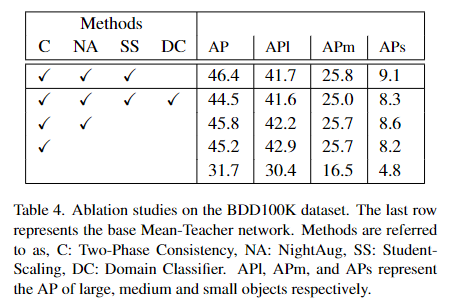 Methods
C NA SS DC AP APl APm APs
✓ ✓ ✓ 46.4 41.7 25.8 9.1
✓ ✓ ✓ ✓ 44.5 41.6 25.0 8.3
✓ ✓ 45.8 42.2 25.7 8.6
✓ 45.2 42.9 25.7 8.2
31.7 30.4 16.5 4.8
Table 4. Ablation studies on the BDD100K dataset. The last row
represents the base Mean-Teacher network. Methods are referred
to as, C: Two-Phase Consistency, NA: NightAug, SS: Student-
Scaling, DC: Domain Classifier. APl, APm, and APs represent
the AP of large, medium and small objects respectively.